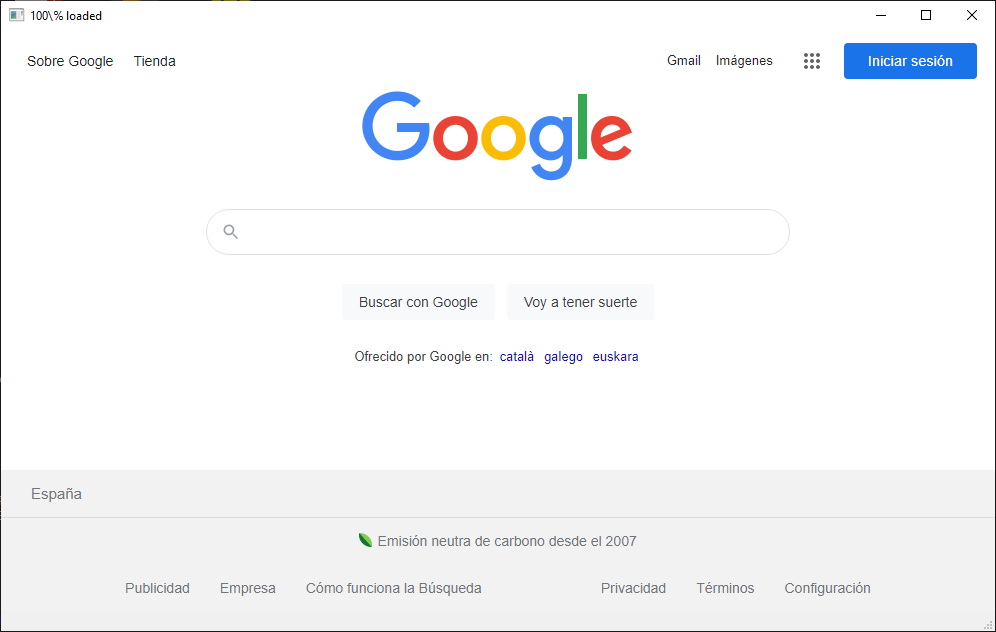 100\% loaded
Sobre Google Tienda Gmail Imágenes Iniciar sesión
Google
Buscar con Google Voy a tener suerte
Ofrecido por Google en: català galego euskara
España
Emisión neutra de carbono desde el 2007
Publicidad Empresa Cómo funciona la Búsqueda Privacidad Términos Configuración